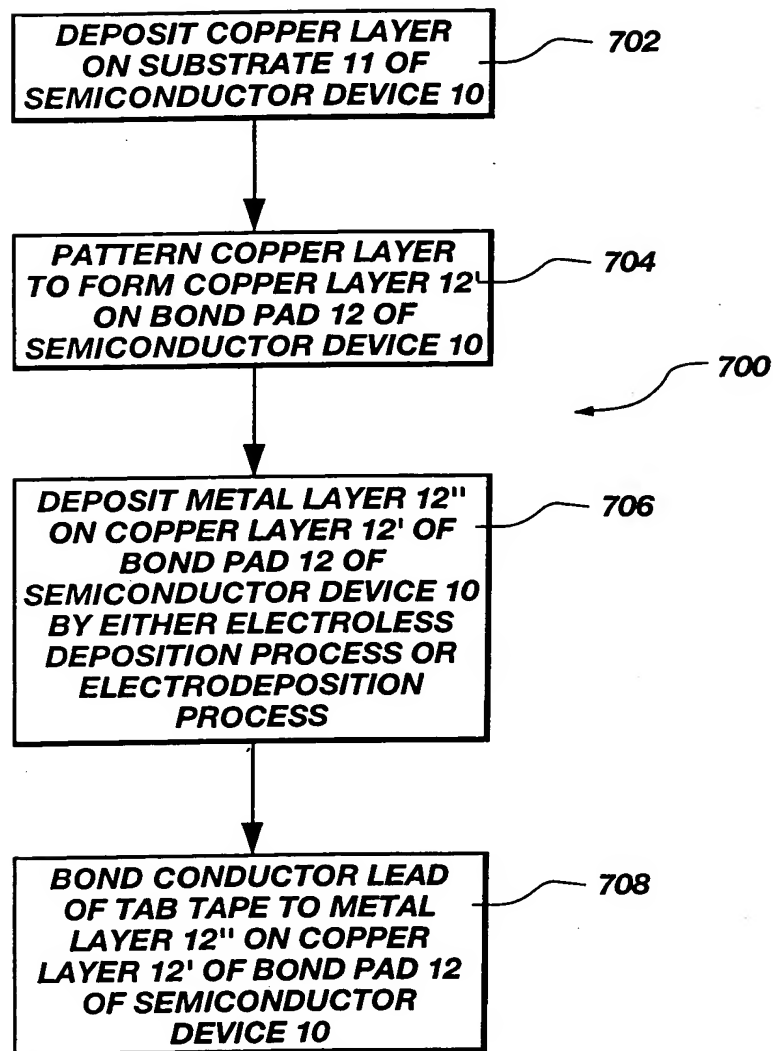 DEPOSIT COPPER LAYER
ON SUBSTRATE 11 OF
SEMICONDUCTOR DEVICE 10
702
PATTERN COPPER LAYER
TO FORM COPPER LAYER 12'
ON BOND PAD 12 OF
SEMICONDUCTOR DEVICE 10
704
700
DEPOSIT METAL LAYER 12"
ON COPPER LAYER 12' OF
BOND PAD 12 OF
SEMICONDUCTOR DEVICE 10
BY EITHER ELECTROLESS
DEPOSITION PROCESS OR
ELECTRODEPOSITION
PROCESS
706
BOND CONDUCTOR LEAD
OF TAB TAPE TO METAL
LAYER 12" ON COPPER
LAYER 12' OF BOND PAD 12
OF SEMICONDUCTOR
DEVICE 10
708